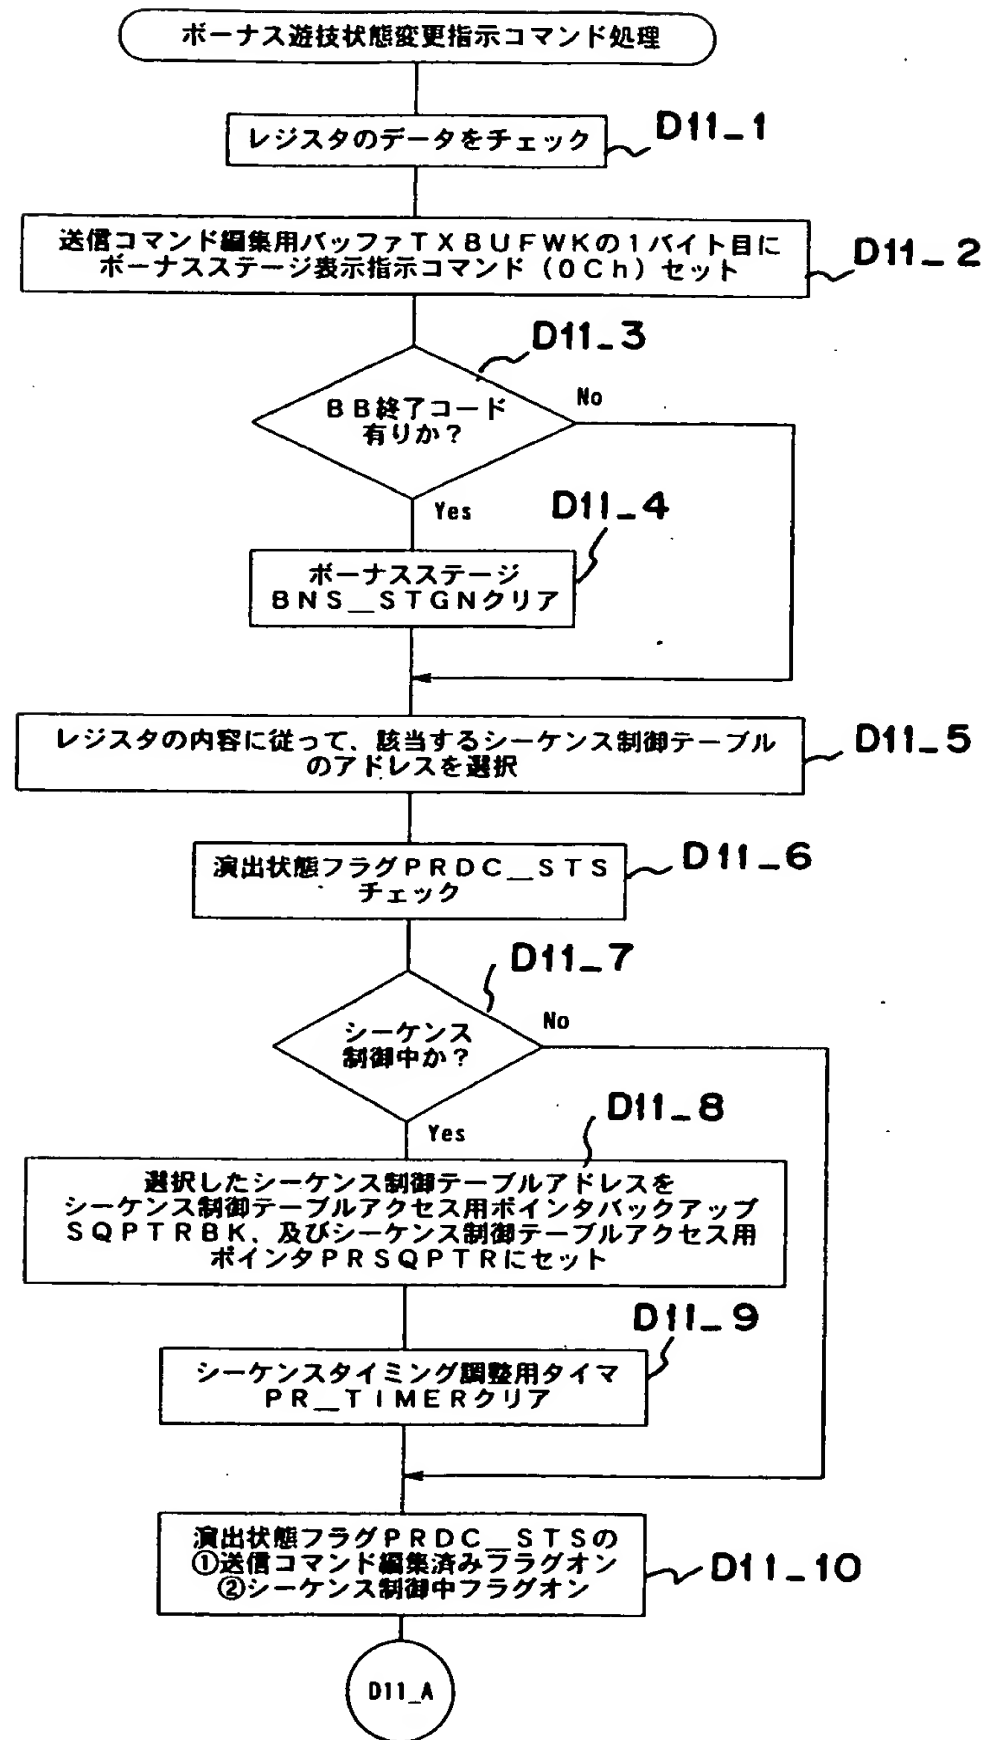 ボーナス遊技状態変更指示コマンド処理
レジスタのデータをチェック
D11_1
送信コマンド編集用バッファTXBUFWKの1バイト目に
ボーナスステージ表示指示コマンド(0Ch)セット
D11_2
D11_3
BB終了コード
有りか?
No
Yes
D11_4
ボーナスステージ
BNS__STGNクリア
レジスタの内容に従って、該当するシーケンス制御テーブル
のアドレスを選択
D11_5
演出状態フラグPRDC__STS
チェック
D11_6
D11_7
シーケンス
制御中か?
No
Yes
D11_8
選択したシーケンス制御テーブルアドレスを
シーケンス制御テーブルアクセス用ポインタバックアップ
SQPTRBK、及びシーケンス制御テーブルアクセス用
ポインタPRSQPTRにセット
D11_9
シーケンスタイミング調整用タイマ
PR__TIMERクリア
演出状態フラグPRDC__STSの
①送信コマンド編集済みフラグオン
②シーケンス制御中フラグオン
D11_10
D11_A